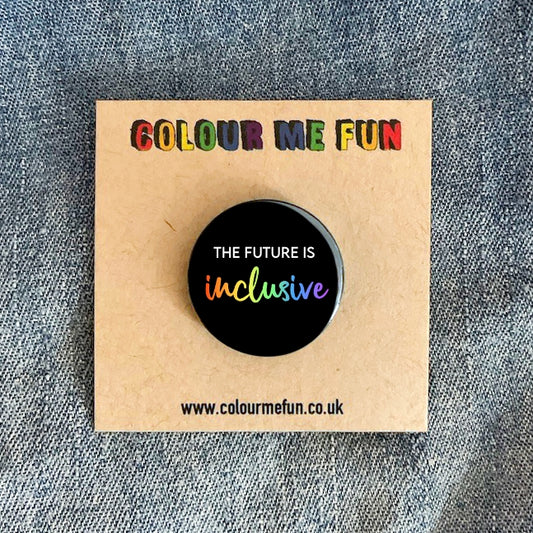 COLOUR ME FUN
THE FUTURE IS
inclusive
www.colourmefun.co.uk